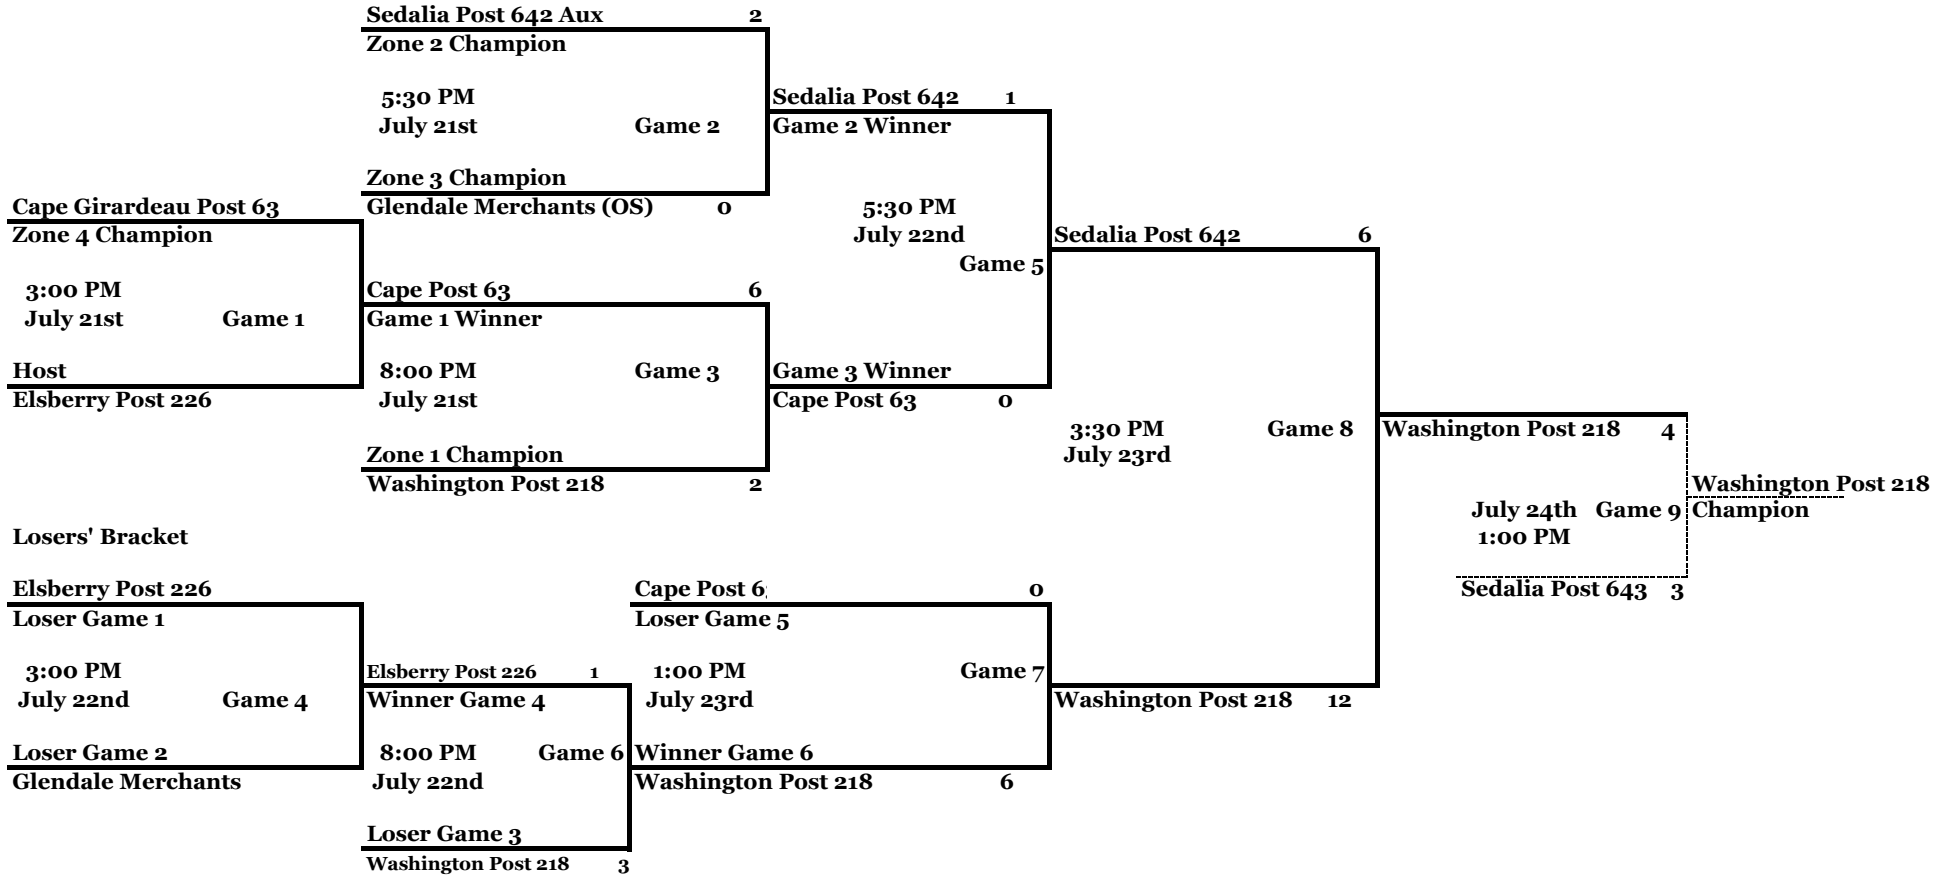 Sedalia Post 642 Aux 2
Zone 2 Champion
5:30 PM
July 21st Game 2
Sedalia Post 642 1
Game 2 Winner
Zone 3 Champion
Glendale Merchants (OS) 0
Cape Girardeau Post 63
Zone 4 Champion
5:30 PM
July 22nd
Game 5
Sedalia Post 642 6
3:00 PM
July 21st Game 1
Cape Post 63 6
Game 1 Winner
Host
Elsberry Post 226
8:00 PM
July 21st
Game 3
Game 3 Winner
Cape Post 63 0
Zone 1 Champion
Washington Post 218 2
3:30 PM
July 23rd
Game 8
Washington Post 218 4
Washington Post 218
Champion
July 24th Game 9
1:00 PM
Sedalia Post 643 3
Losers' Bracket
Elsberry Post 226
Loser Game 1
Cape Post 6 0
Loser Game 5
3:00 PM
July 22nd Game 4
Elsberry Post 226 1
Winner Game 4
1:00 PM
July 23rd
Game 7
Washington Post 218 12
Loser Game 2
Glendale Merchants
8:00 PM
July 22nd
Game 6
Winner Game 6
Washington Post 218 6
Loser Game 3
Washington Post 218 3